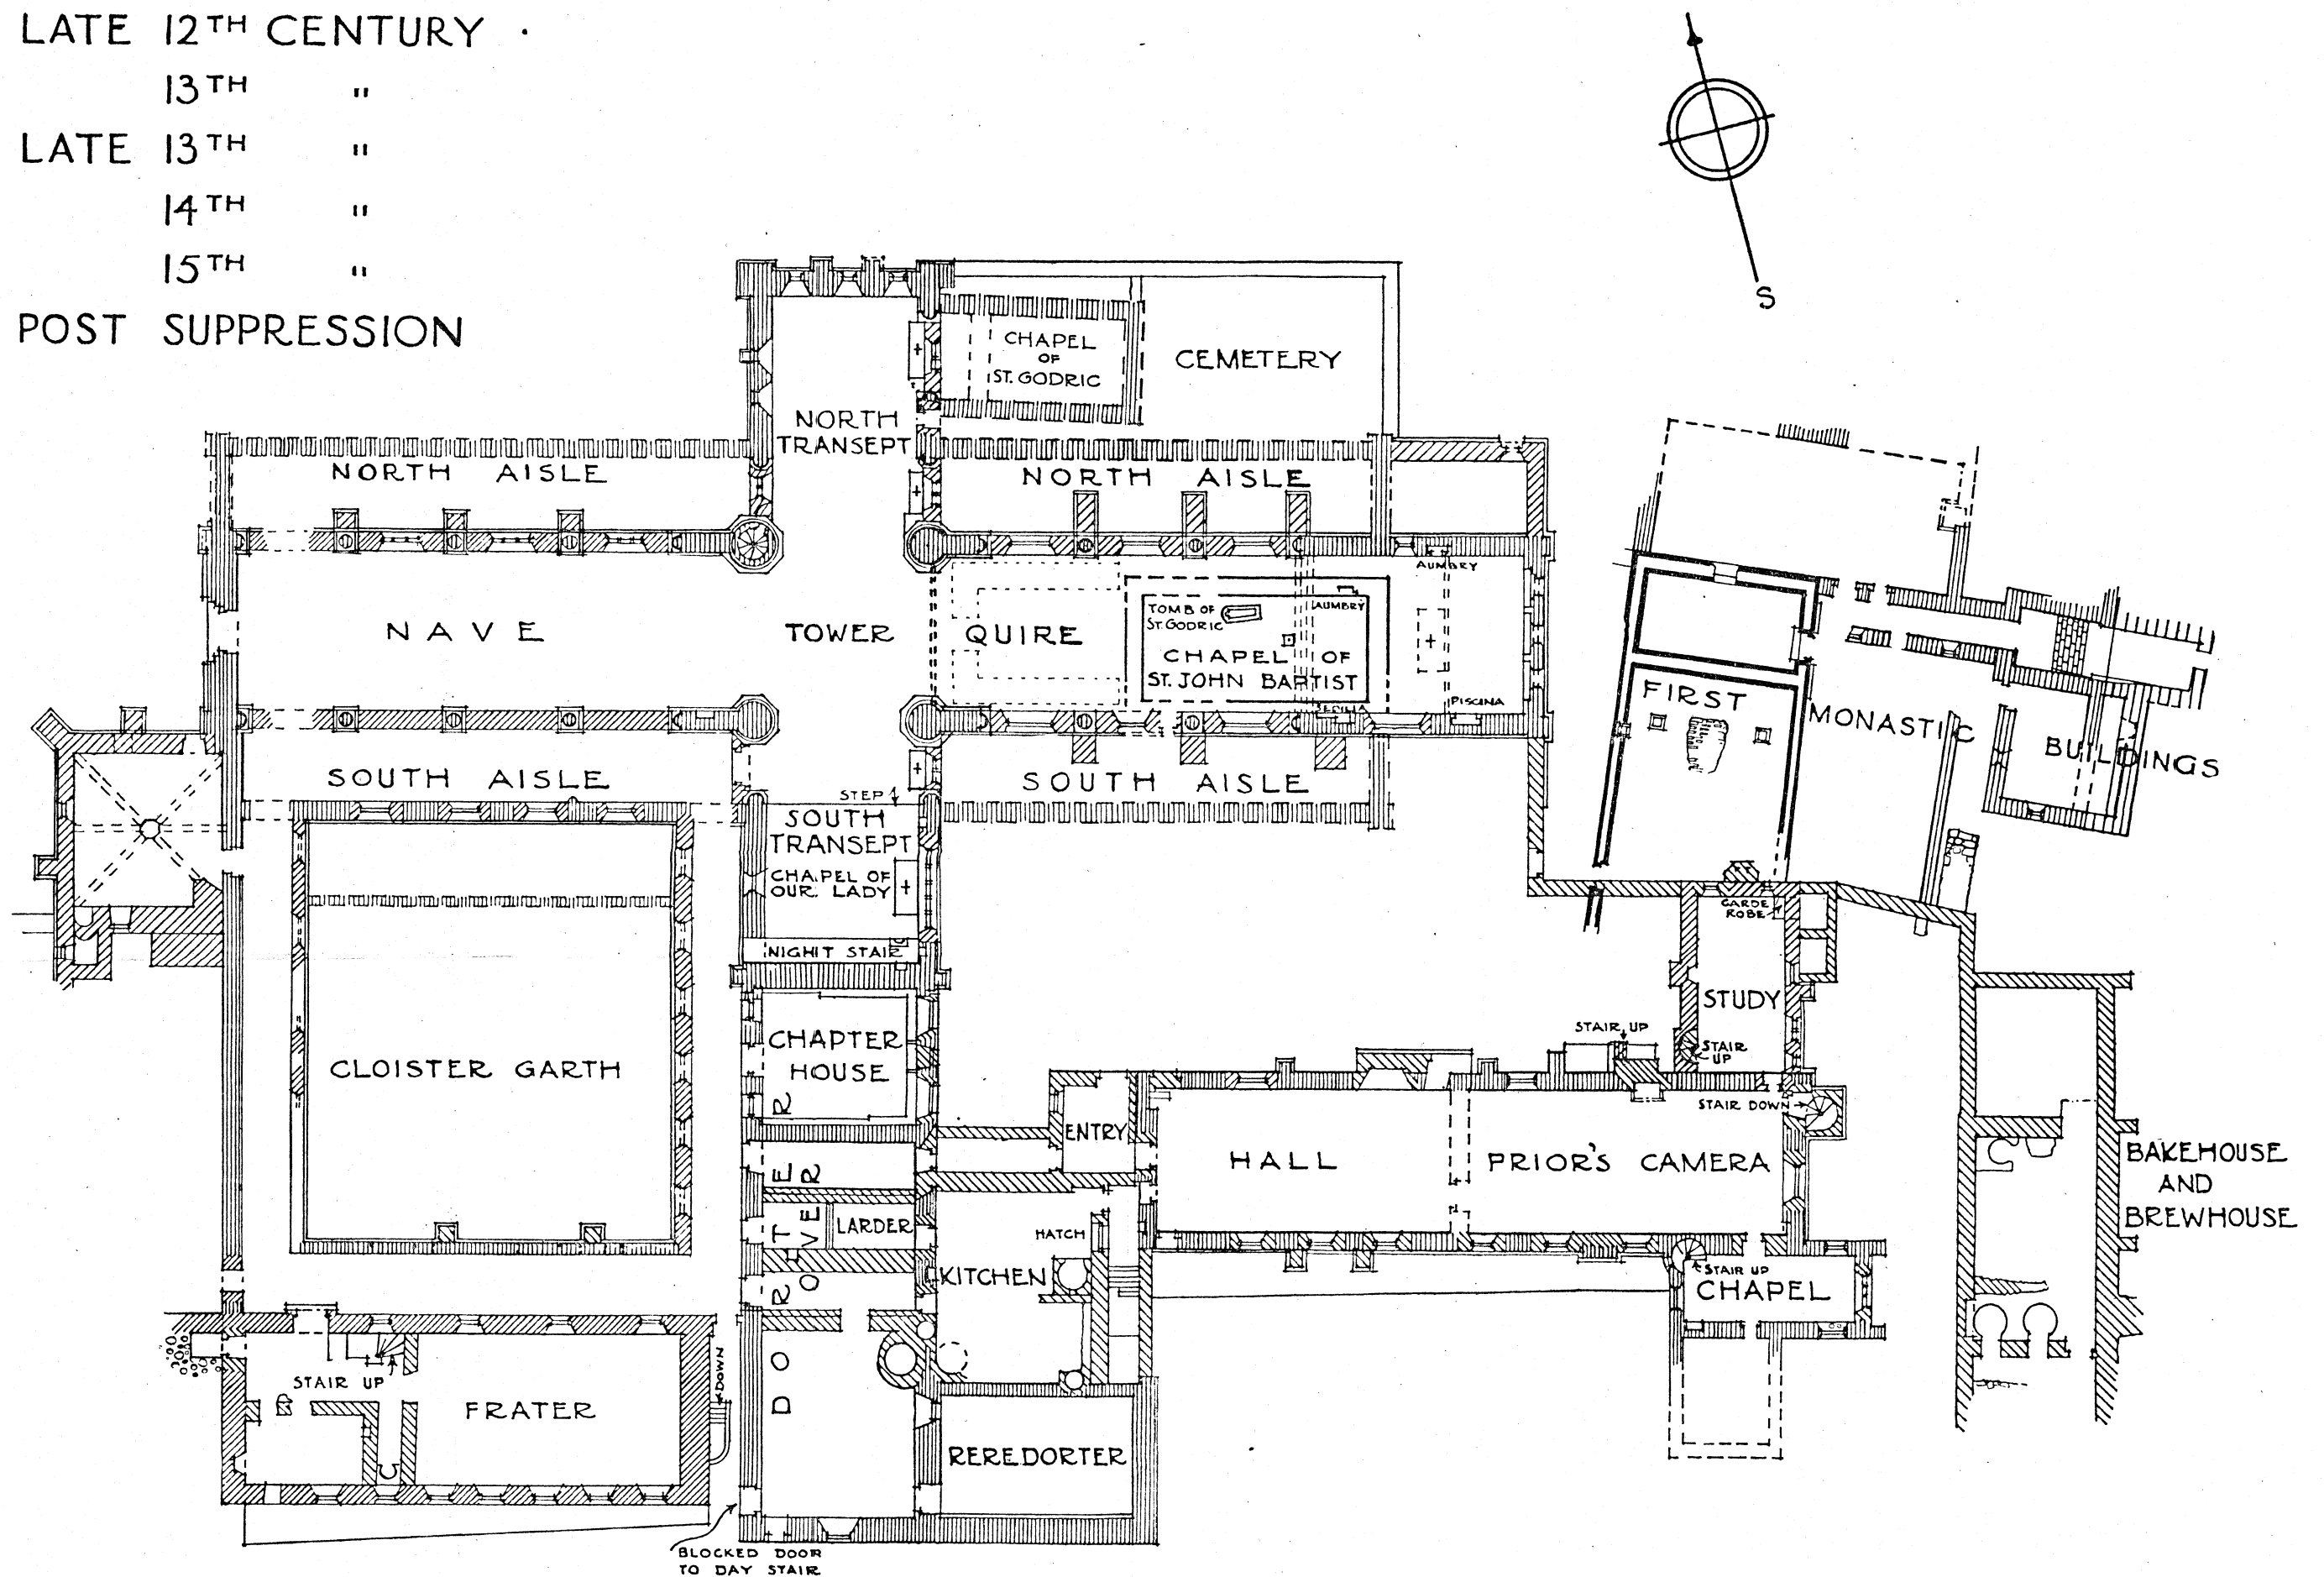 LATE 12TH CENTURY
13TH "
LATE 13TH "
14TH "
15TH "
POST SUPPRESSION
S
CHAPEL
OF
ST. GODRIC
CEMETERY
NORTH
TRANSEPT
NORTH AISLE
NORTH AISLE
NAVE
TOWER
QUIRE
TOMB OF
ST. GODRIC
AUMBRY
AUMBRY
CHAPEL OF
ST. JOHN BAPTIST
SEDILIA
PISCINA
FIRST MONASTIC BUILDINGS
SOUTH AISLE
SOUTH AISLE
STEP
SOUTH
TRANSEPT
CHAPEL OF
OUR LADY
NIGHT STAIR
GARDE
ROBE
STUDY
STAIR UP
STAIR
UP
STAIR DOWN
CLOISTER GARTH
CHAPTER
HOUSE
DORTER
OVER
LARDER
ENTRY
HALL
PRIOR'S CAMERA
HATCH
KITCHEN
STAIR UP
CHAPEL
BAKEHOUSE
AND
BREWHOUSE
STAIR UP
FRATER
DOWN
REREDORTER
BLOCKED DOOR
TO DAY STAIR